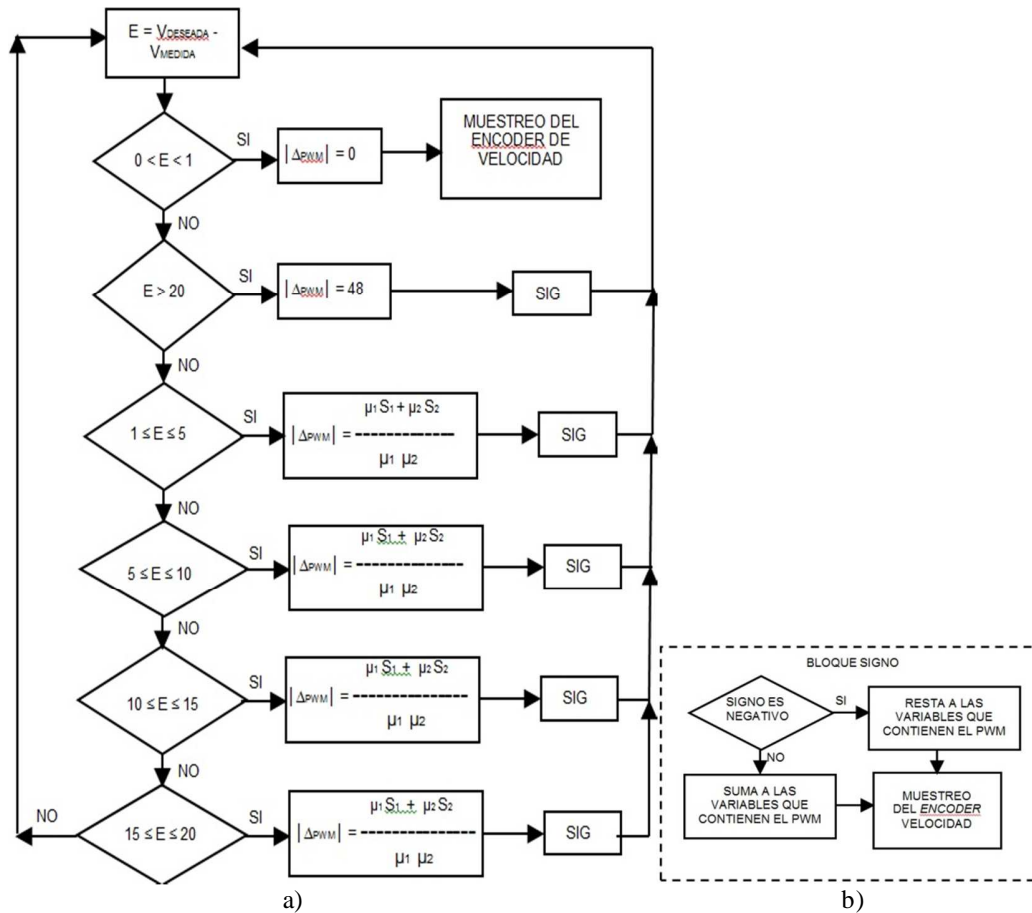 E = VDESEADA -
VMEDIDA
0 < E < 1
SI
|ΔPWM| = 0
MUESTREO DEL
ENCODER DE
VELOCIDAD
NO
E > 20
SI
|ΔPWM| = 48
SIG
NO
1 ≤ E ≤ 5
SI
μ1 S1 + μ2 S2
|ΔPWM| = -------------------
μ1 μ2
SIG
NO
5 ≤ E ≤ 10
SI
μ1 S1 + μ2 S2
|ΔPWM| = -------------------
μ1 μ2
SIG
NO
10 ≤ E ≤ 15
SI
μ1 S1 + μ2 S2
|ΔPWM| = -------------------
μ1 μ2
SIG
NO
15 ≤ E ≤ 20
NO
SI
μ1 S1 + μ2 S2
|ΔPWM| = -------------------
μ1 μ2
SIG
a)
BLOQUE SIGNO
SIGNO ES
NEGATIVO
SI
RESTA A LAS
VARIABLES QUE
CONTIENEN EL PWM
NO
SUMA A LAS
VARIABLES QUE
CONTIENEN EL PWM
MUESTREO
DEL ENCODER
VELOCIDAD
b)